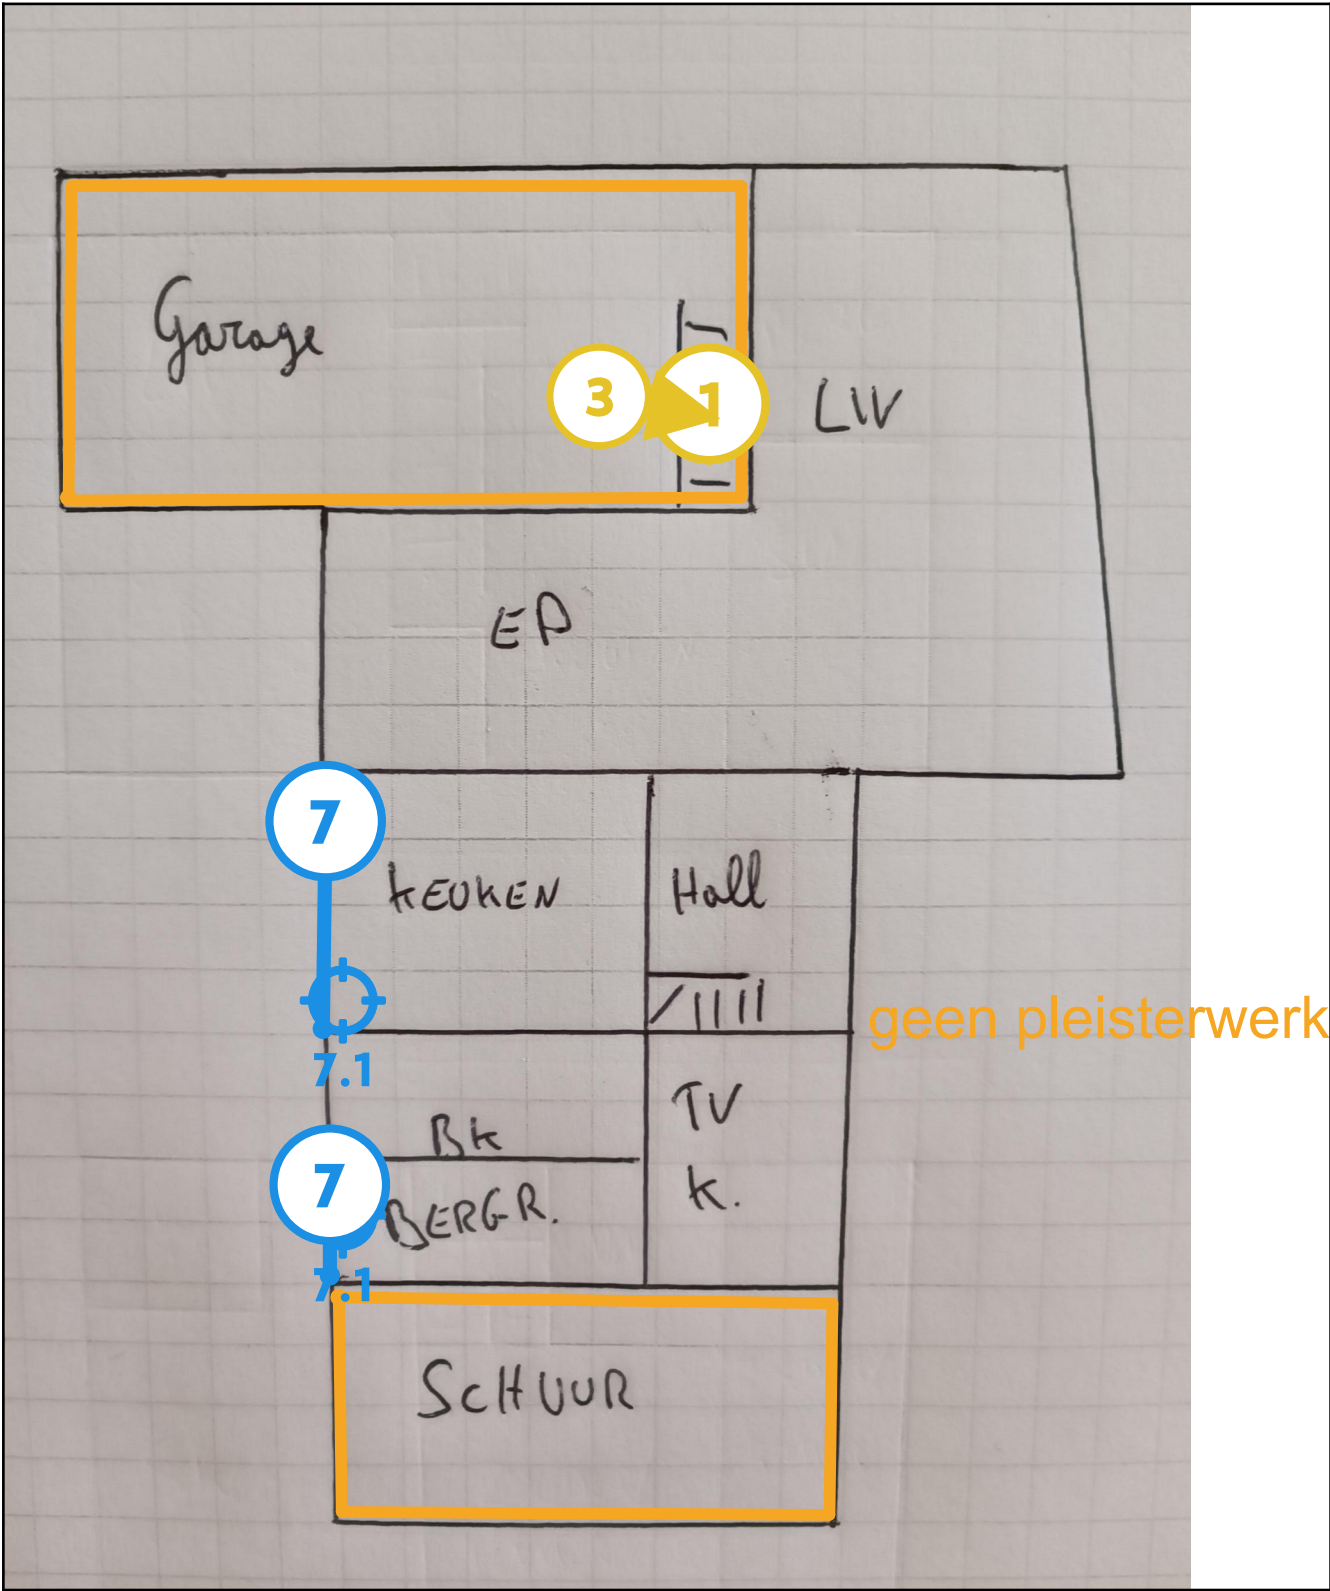 Garage
3
1
LIV
EP
7
KEUKEN
Hall
geen pleisterwerk
7.1
TV
K.
BK
7
BERGR.
7.1
SCHUUR